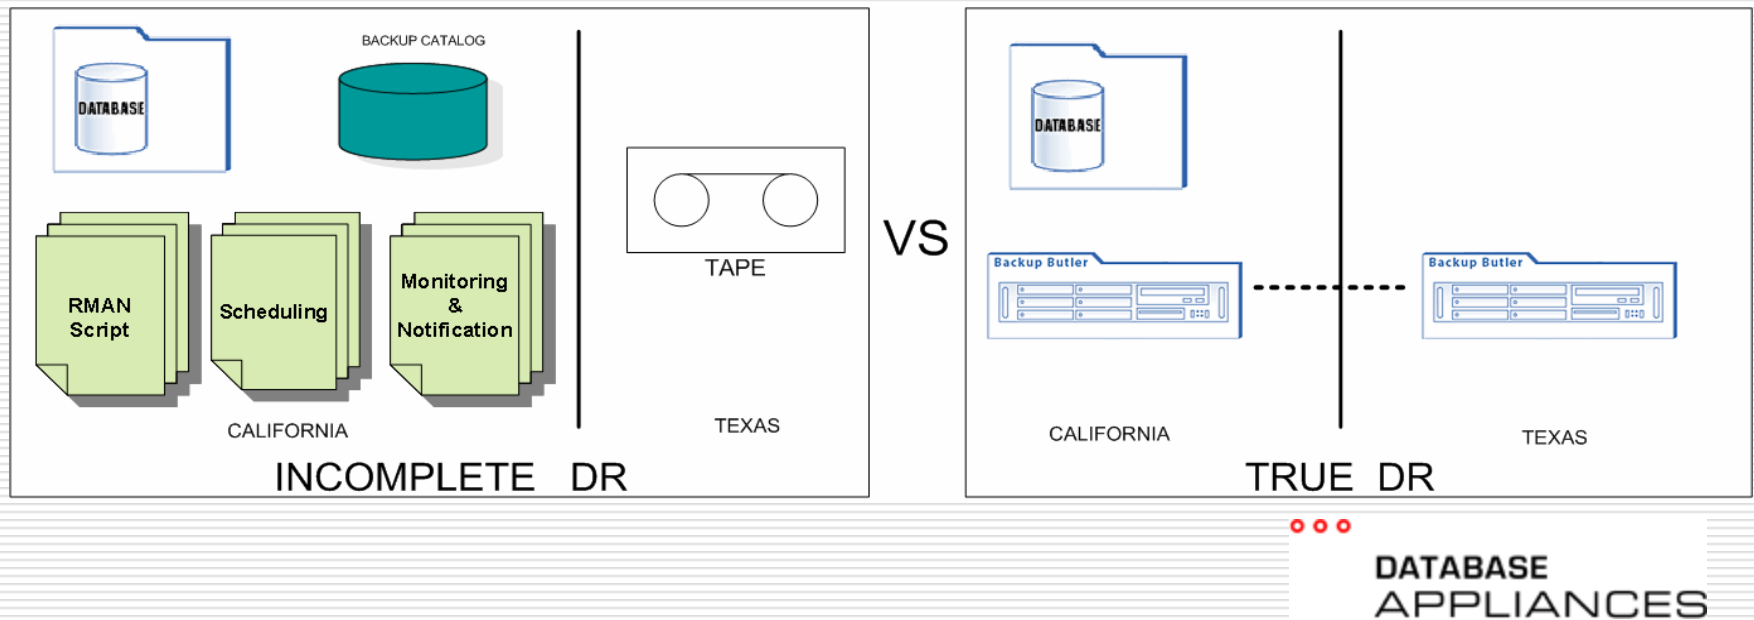 BACKUP CATALOG
DATABASE
RMAN
Script
Scheduling
Monitoring
&
Notification
CALIFORNIA
TAPE
TEXAS
INCOMPLETE DR
VS
DATABASE
Backup Butler
Backup Butler
CALIFORNIA
TEXAS
TRUE DR
DATABASE
APPLIANCES